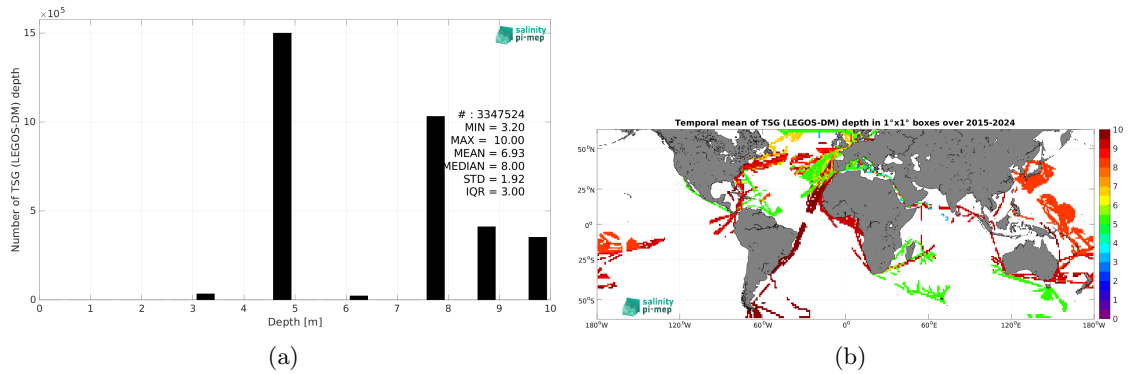 ×10⁵
15
10
5
0
0 1 2 3 4 5 6 7 8 9 10
Number of TSG (LEGOS-DM) depth
Depth [m]
salinity
pi-mep
# : 3347524
MIN = 3.20
MAX = 10.00
MEAN = 6.93
MEDIAN = 8.00
STD = 1.92
IQR = 3.00
(a)
Temporal mean of TSG (LEGOS-DM) depth in 1°x1° boxes over 2015-2024
50°N
25°N
0°
25°S
50°S
180°W 120°W 60°W 0° 60°E 120°E 180°W
salinity
pi-mep
10
9
8
7
6
5
4
3
2
1
0
(b)